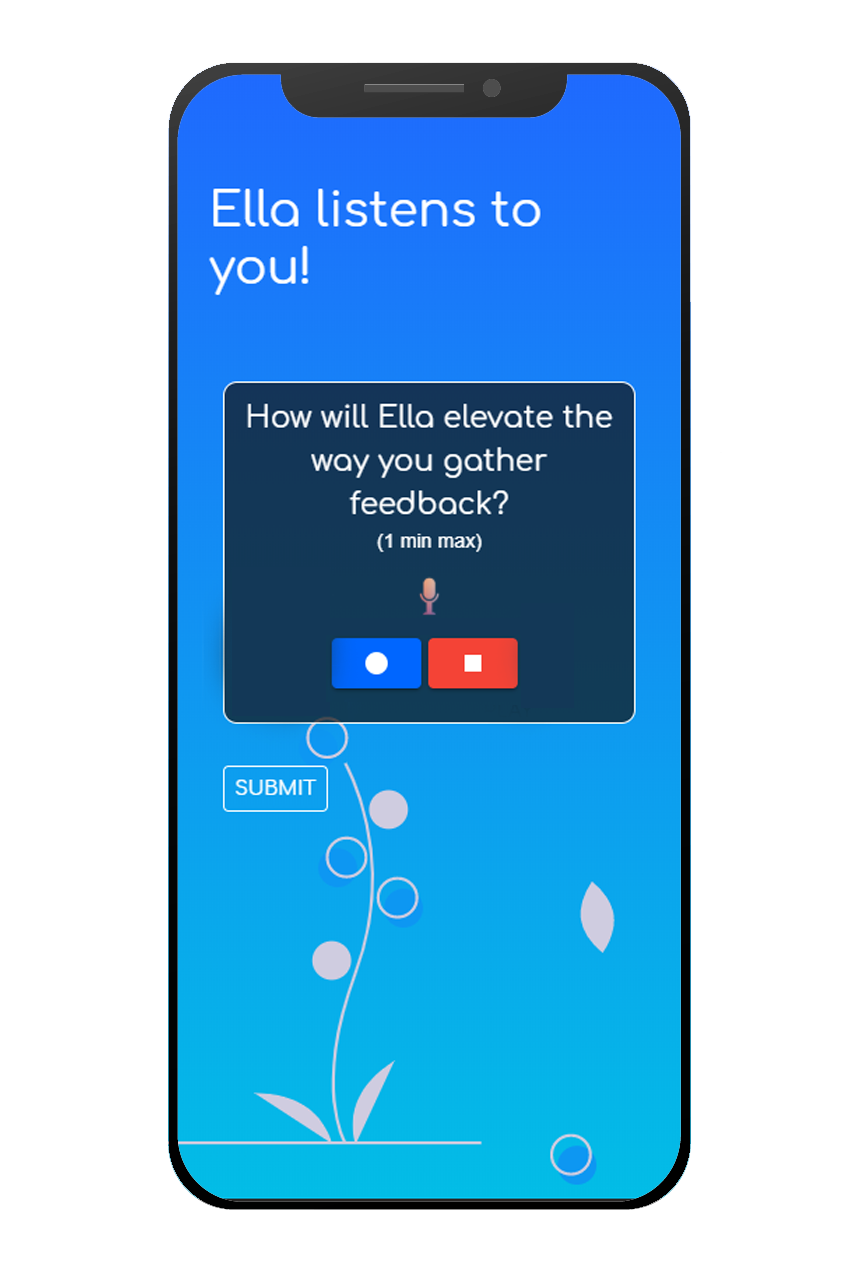 Ella listens to
you!
How will Ella elevate the
way you gather
feedback?
(1 min max)
SUBMIT